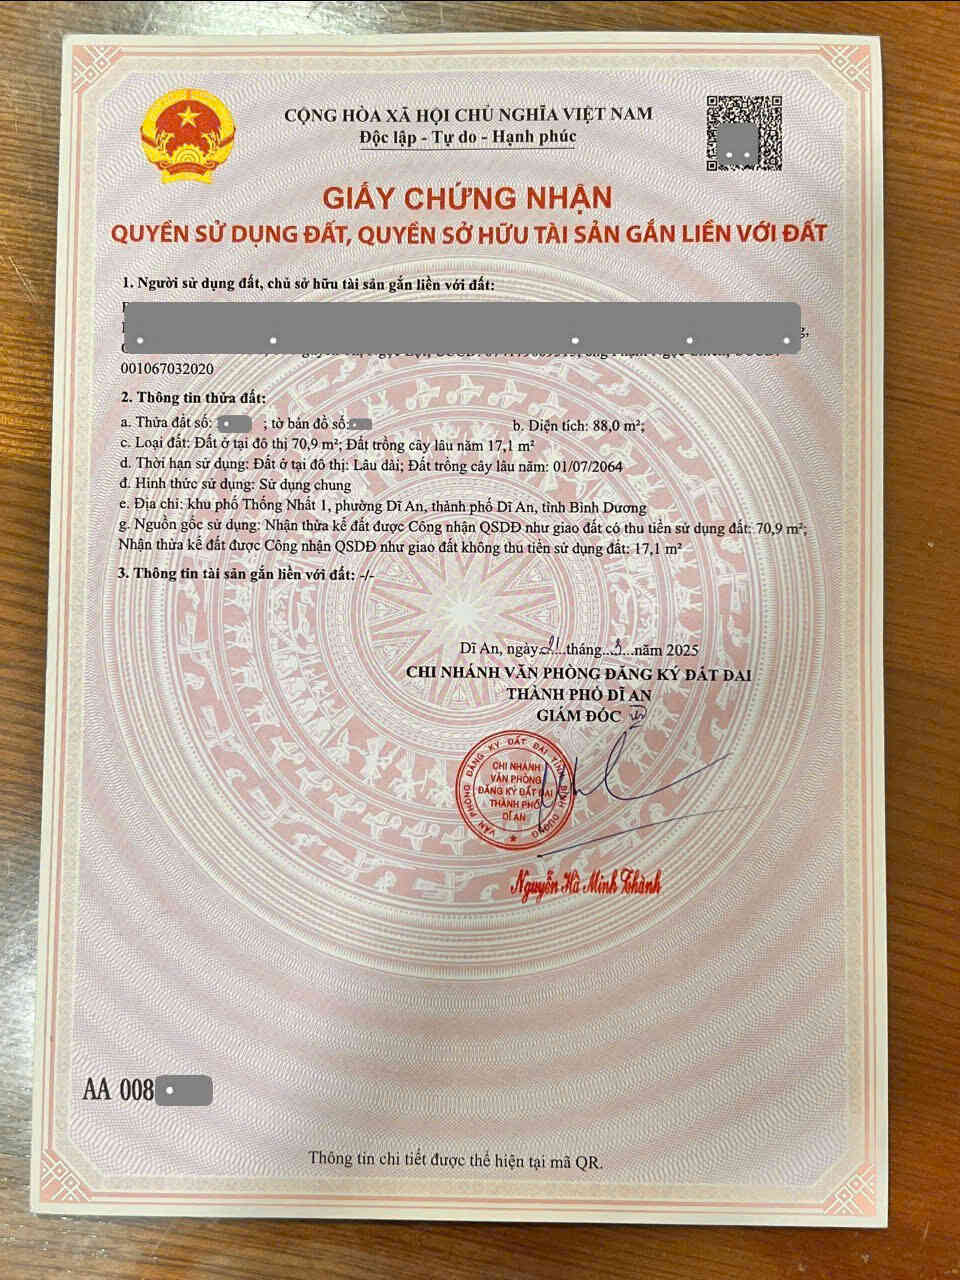 CỘNG HÒA XÃ HỘI CHỦ NGHĨA VIỆT NAM
Độc lập - Tự do - Hạnh phúc
GIẤY CHỨNG NHẬN
QUYỀN SỬ DỤNG ĐẤT, QUYỀN SỞ HỮU TÀI SẢN GẮN LIỀN VỚI ĐẤT
1. Người sử dụng đất, chủ sở hữu tài sản gắn liền với đất:
001067032020
2. Thông tin thửa đất:
a. Thửa đất số: ; tờ bản đồ số: b. Diện tích: 88,0 m²;
c. Loại đất: Đất ở tại đô thị 70,9 m²; Đất trồng cây lâu năm 17,1 m²
d. Thời hạn sử dụng: Đất ở tại đô thị: Lâu dài; Đất trồng cây lâu năm: 01/07/2064
đ. Hình thức sử dụng: Sử dụng chung
e. Địa chỉ: khu phố Thống Nhất 1, phường Dĩ An, thành phố Dĩ An, tỉnh Bình Dương
g. Nguồn gốc sử dụng: Nhận thừa kế đất được Công nhận QSDĐ như giao đất có thu tiền sử dụng đất: 70,9 m²;
Nhận thừa kế đất được Công nhận QSDĐ như giao đất không thu tiền sử dụng đất: 17,1 m²
3. Thông tin tài sản gắn liền với đất: -/-
Dĩ An, ngày 21 tháng 3 năm 2025
CHI NHÁNH VĂN PHÒNG ĐĂNG KÝ ĐẤT ĐAI
THÀNH PHỐ DĨ AN
GIÁM ĐỐC
VĂN PHÒNG ĐĂNG KÝ ĐẤT ĐAI TỈNH BÌNH DƯƠNG
CHI NHÁNH
VĂN PHÒNG
ĐĂNG KÝ ĐẤT ĐAI
THÀNH PHỐ
DĨ AN
Nguyễn Hà Minh Thành
AA 008
Thông tin chi tiết được thể hiện tại mã QR.